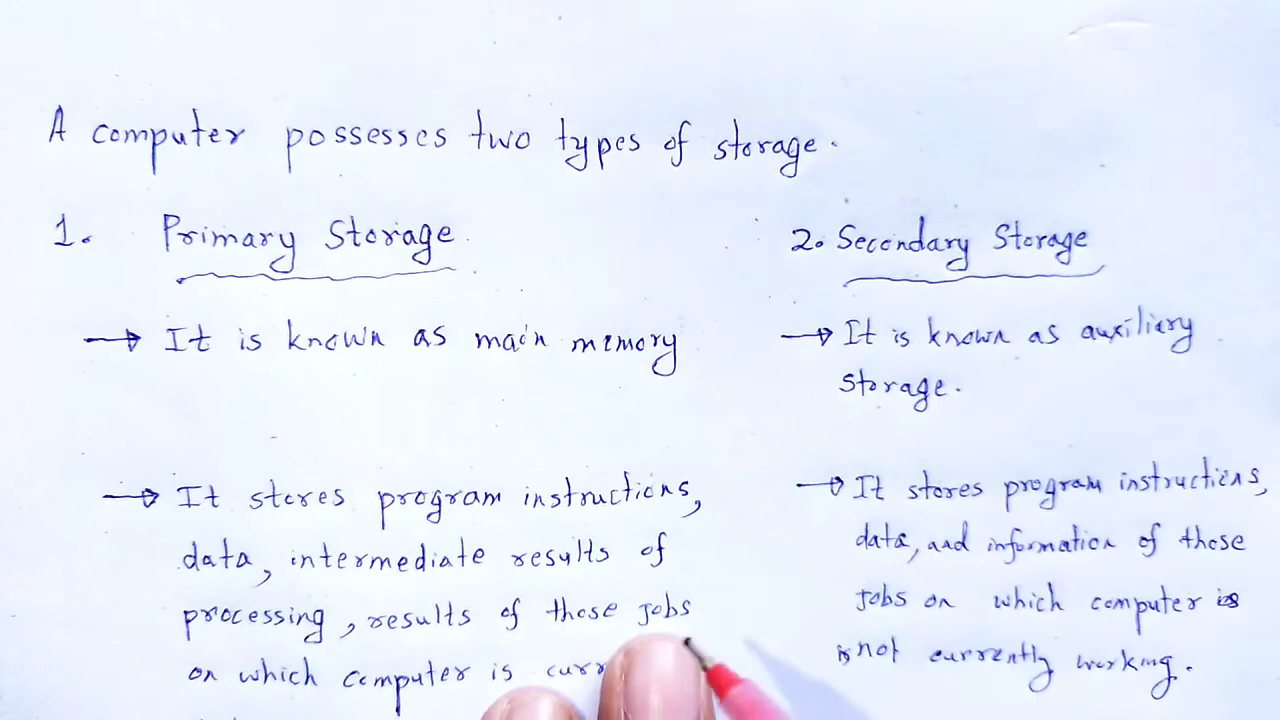 A computer possesses two types of storage.
1. Primary Storage
→ It is known as main memory
→ It stores program instructions,
data, intermediate results of
processing, results of those jobs
on which computer is
2. Secondary Storage
→ It is known as auxiliary
storage.
→ It stores program instructions,
data, and information of those
jobs on which computer is
is not currently working.